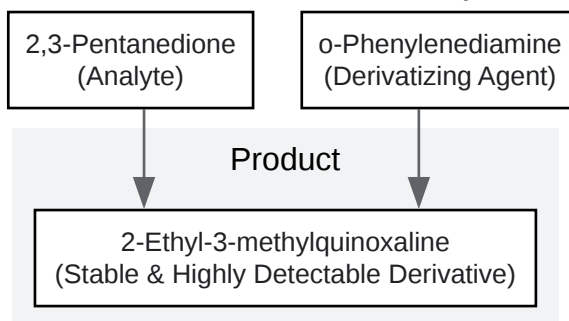 2,3-Pentanedione
(Analyte)
o-Phenylenediamine
(Derivatizing Agent)
Product
2-Ethyl-3-methylquinoxaline
(Stable & Highly Detectable Derivative)